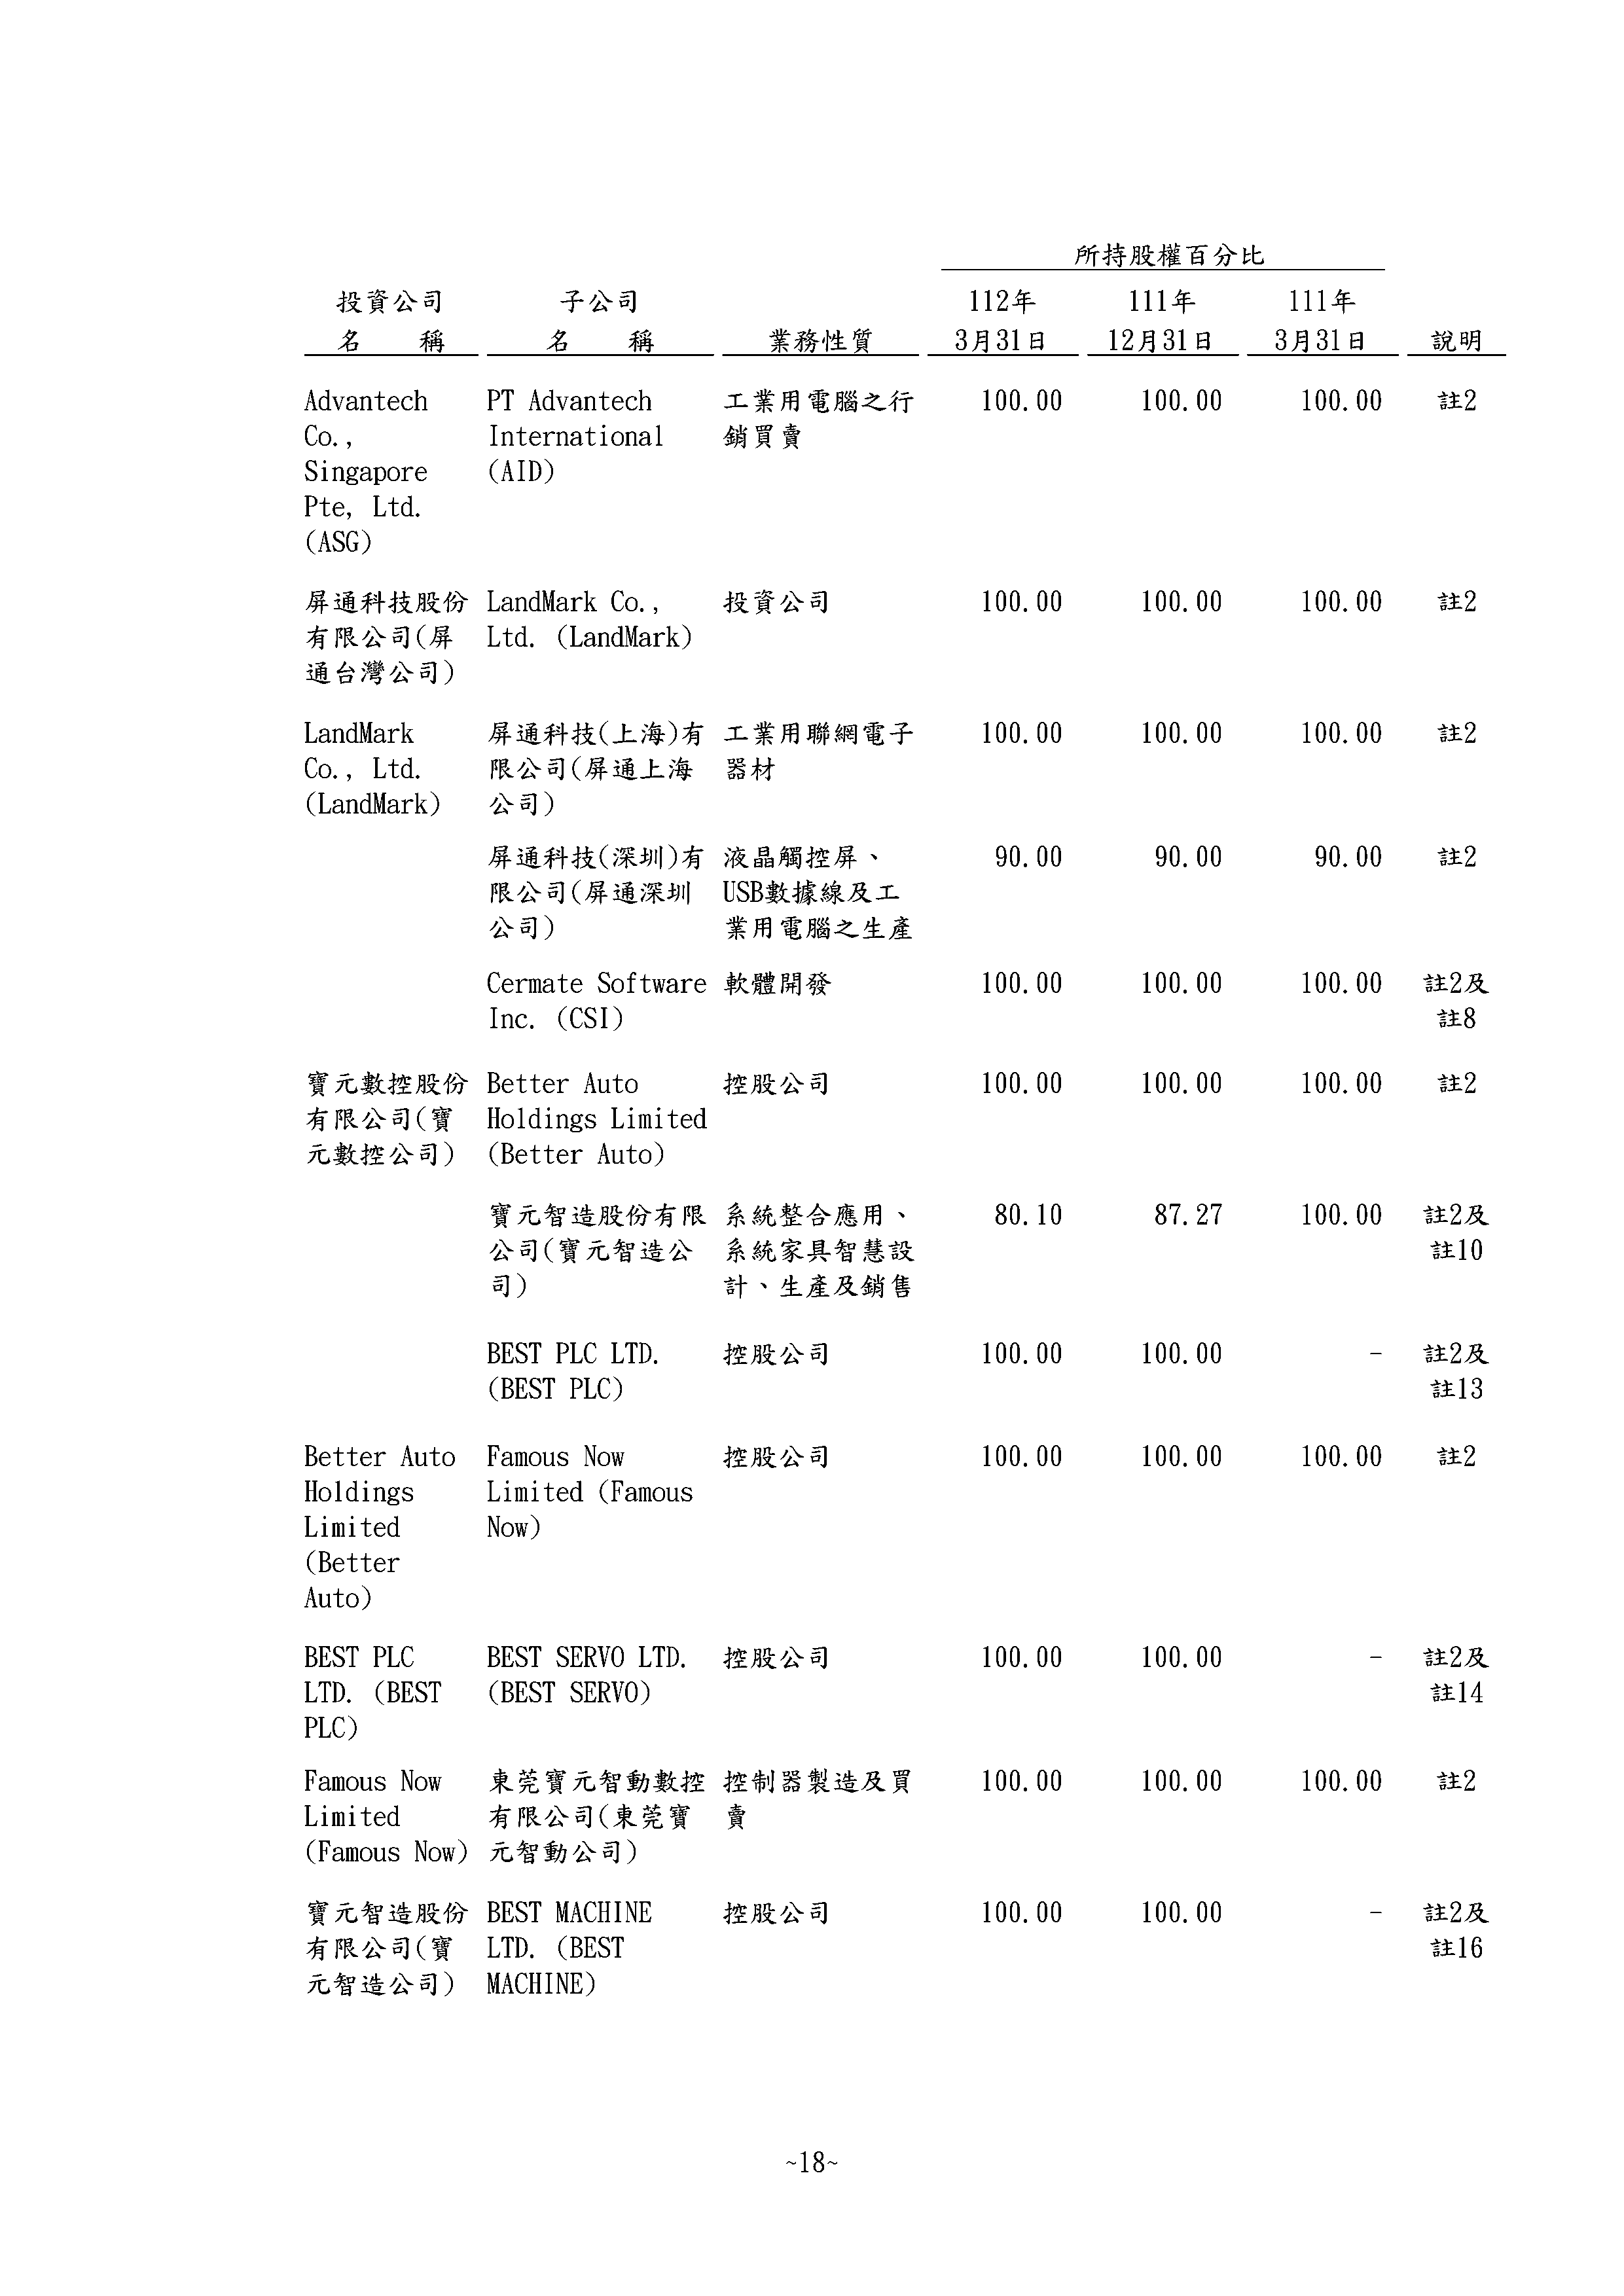 所持股權百分比
投資公司 子公司 112年 111年 111年
名 稱 名 稱 業務性質 3月31日 12月31日 3月31日 說明
Advantech PT Advantech 工業用電腦之行 100.00 100.00 100.00 註2
Co., International 銷買賣
Singapore (AID)
Pte, Ltd.
(ASG)
屏通科技股份 LandMark Co., 投資公司 100.00 100.00 100.00 註2
有限公司(屏 Ltd. (LandMark)
通台灣公司)
LandMark 屏通科技(上海)有 工業用聯網電子 100.00 100.00 100.00 註2
Co., Ltd. 限公司(屏通上海 器材
(LandMark) 公司)
屏通科技(深圳)有 液晶觸控屏、 90.00 90.00 90.00 註2
限公司(屏通深圳 USB數據線及工
公司) 業用電腦之生產
Cermate Software 軟體開發 100.00 100.00 100.00 註2及
Inc. (CSI) 註8
寶元數控股份 Better Auto 控股公司 100.00 100.00 100.00 註2
有限公司(寶 Holdings Limited
元數控公司) (Better Auto)
寶元智造股份有限 系統整合應用、 80.10 87.27 100.00 註2及
公司(寶元智造公 系統家具智慧設 註10
司) 計、生產及銷售
BEST PLC LTD. 控股公司 100.00 100.00 - 註2及
(BEST PLC) 註13
Better Auto Famous Now 控股公司 100.00 100.00 100.00 註2
Holdings Limited (Famous
Limited Now)
(Better
Auto)
BEST PLC BEST SERVO LTD. 控股公司 100.00 100.00 - 註2及
LTD. (BEST (BEST SERVO) 註14
PLC)
Famous Now 東莞寶元智動數控 控制器製造及買 100.00 100.00 100.00 註2
Limited 有限公司(東莞寶 賣
(Famous Now) 元智動公司)
寶元智造股份 BEST MACHINE 控股公司 100.00 100.00 - 註2及
有限公司(寶 LTD. (BEST 註16
元智造公司) MACHINE)
~18~